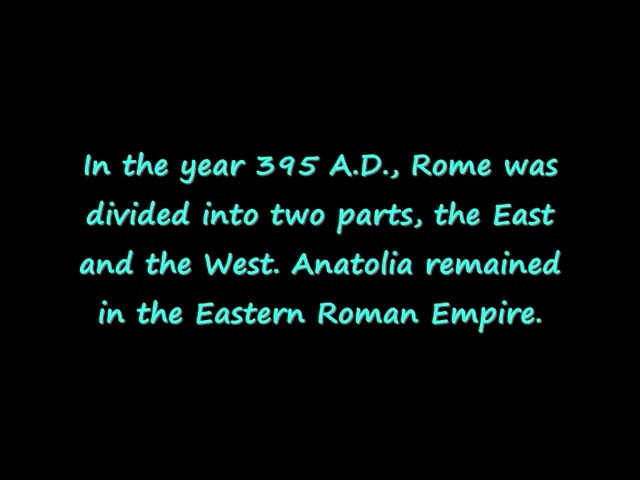 In the year 395 A.D., Rome was
divided into two parts, the East
and the West. Anatolia remained
in the Eastern Roman Empire.